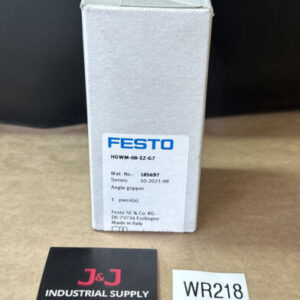 FESTO
HGWM-08-EZ-G7
Mat. No.: 185697
Series: 10.2021:98
Angle gripper
1 piece(s)
Festo SE & Co. KG
DE-73734 Esslingen
Made in Italy
J&J
INDUSTRIAL SUPPLY
WR218